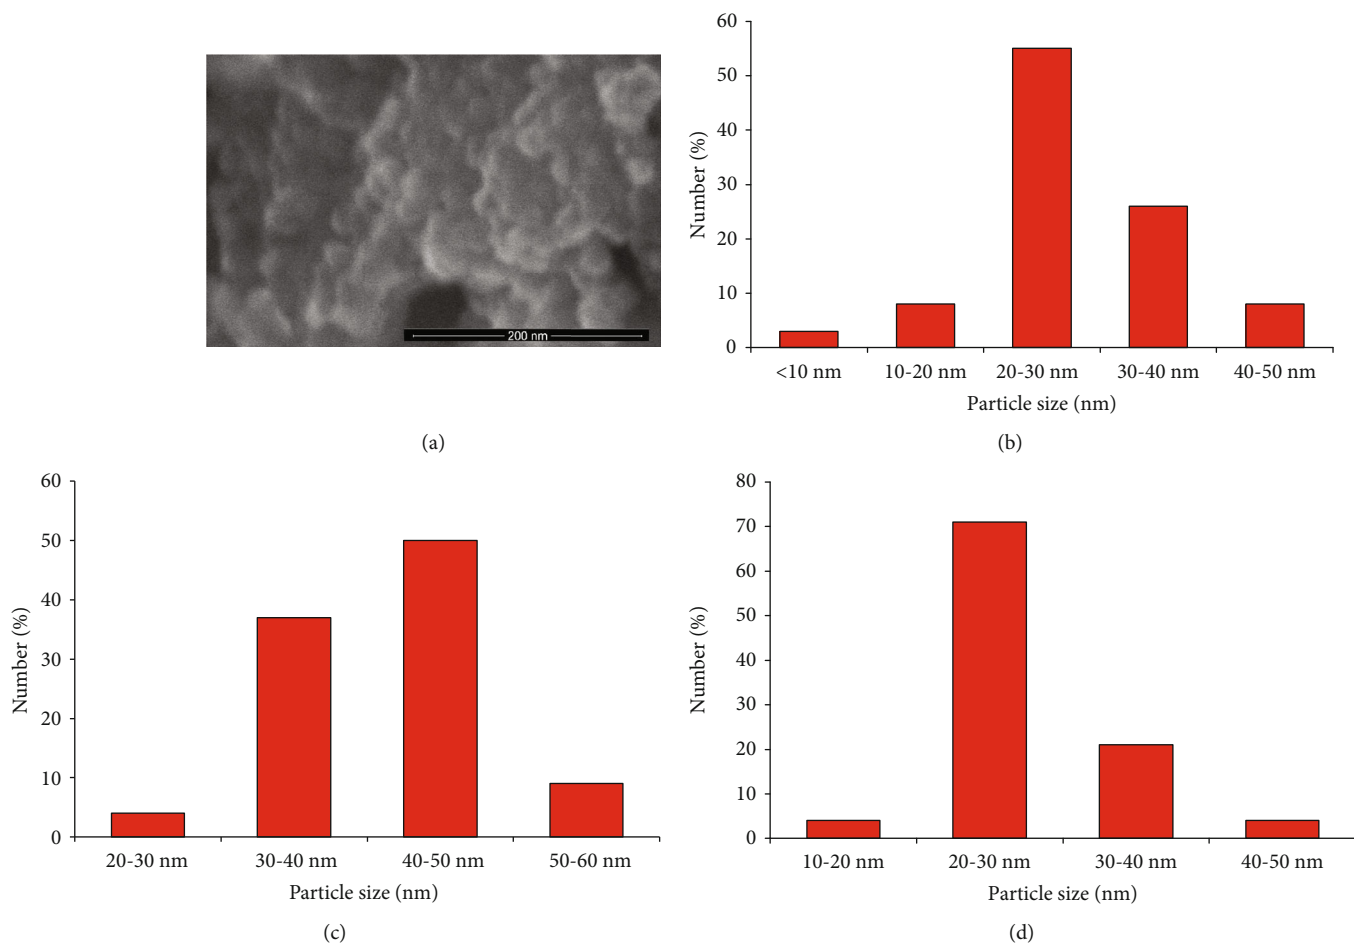 200 nm
(a)
60
50
40
30
20
10
0
Number (%)
<10 nm 10-20 nm 20-30 nm 30-40 nm 40-50 nm
Particle size (nm)
(b)
60
50
40
30
20
10
0
Number (%)
20-30 nm 30-40 nm 40-50 nm 50-60 nm
Particle size (nm)
(c)
80
70
60
50
40
30
20
10
0
Number (%)
10-20 nm 20-30 nm 30-40 nm 40-50 nm
Particle size (nm)
(d)